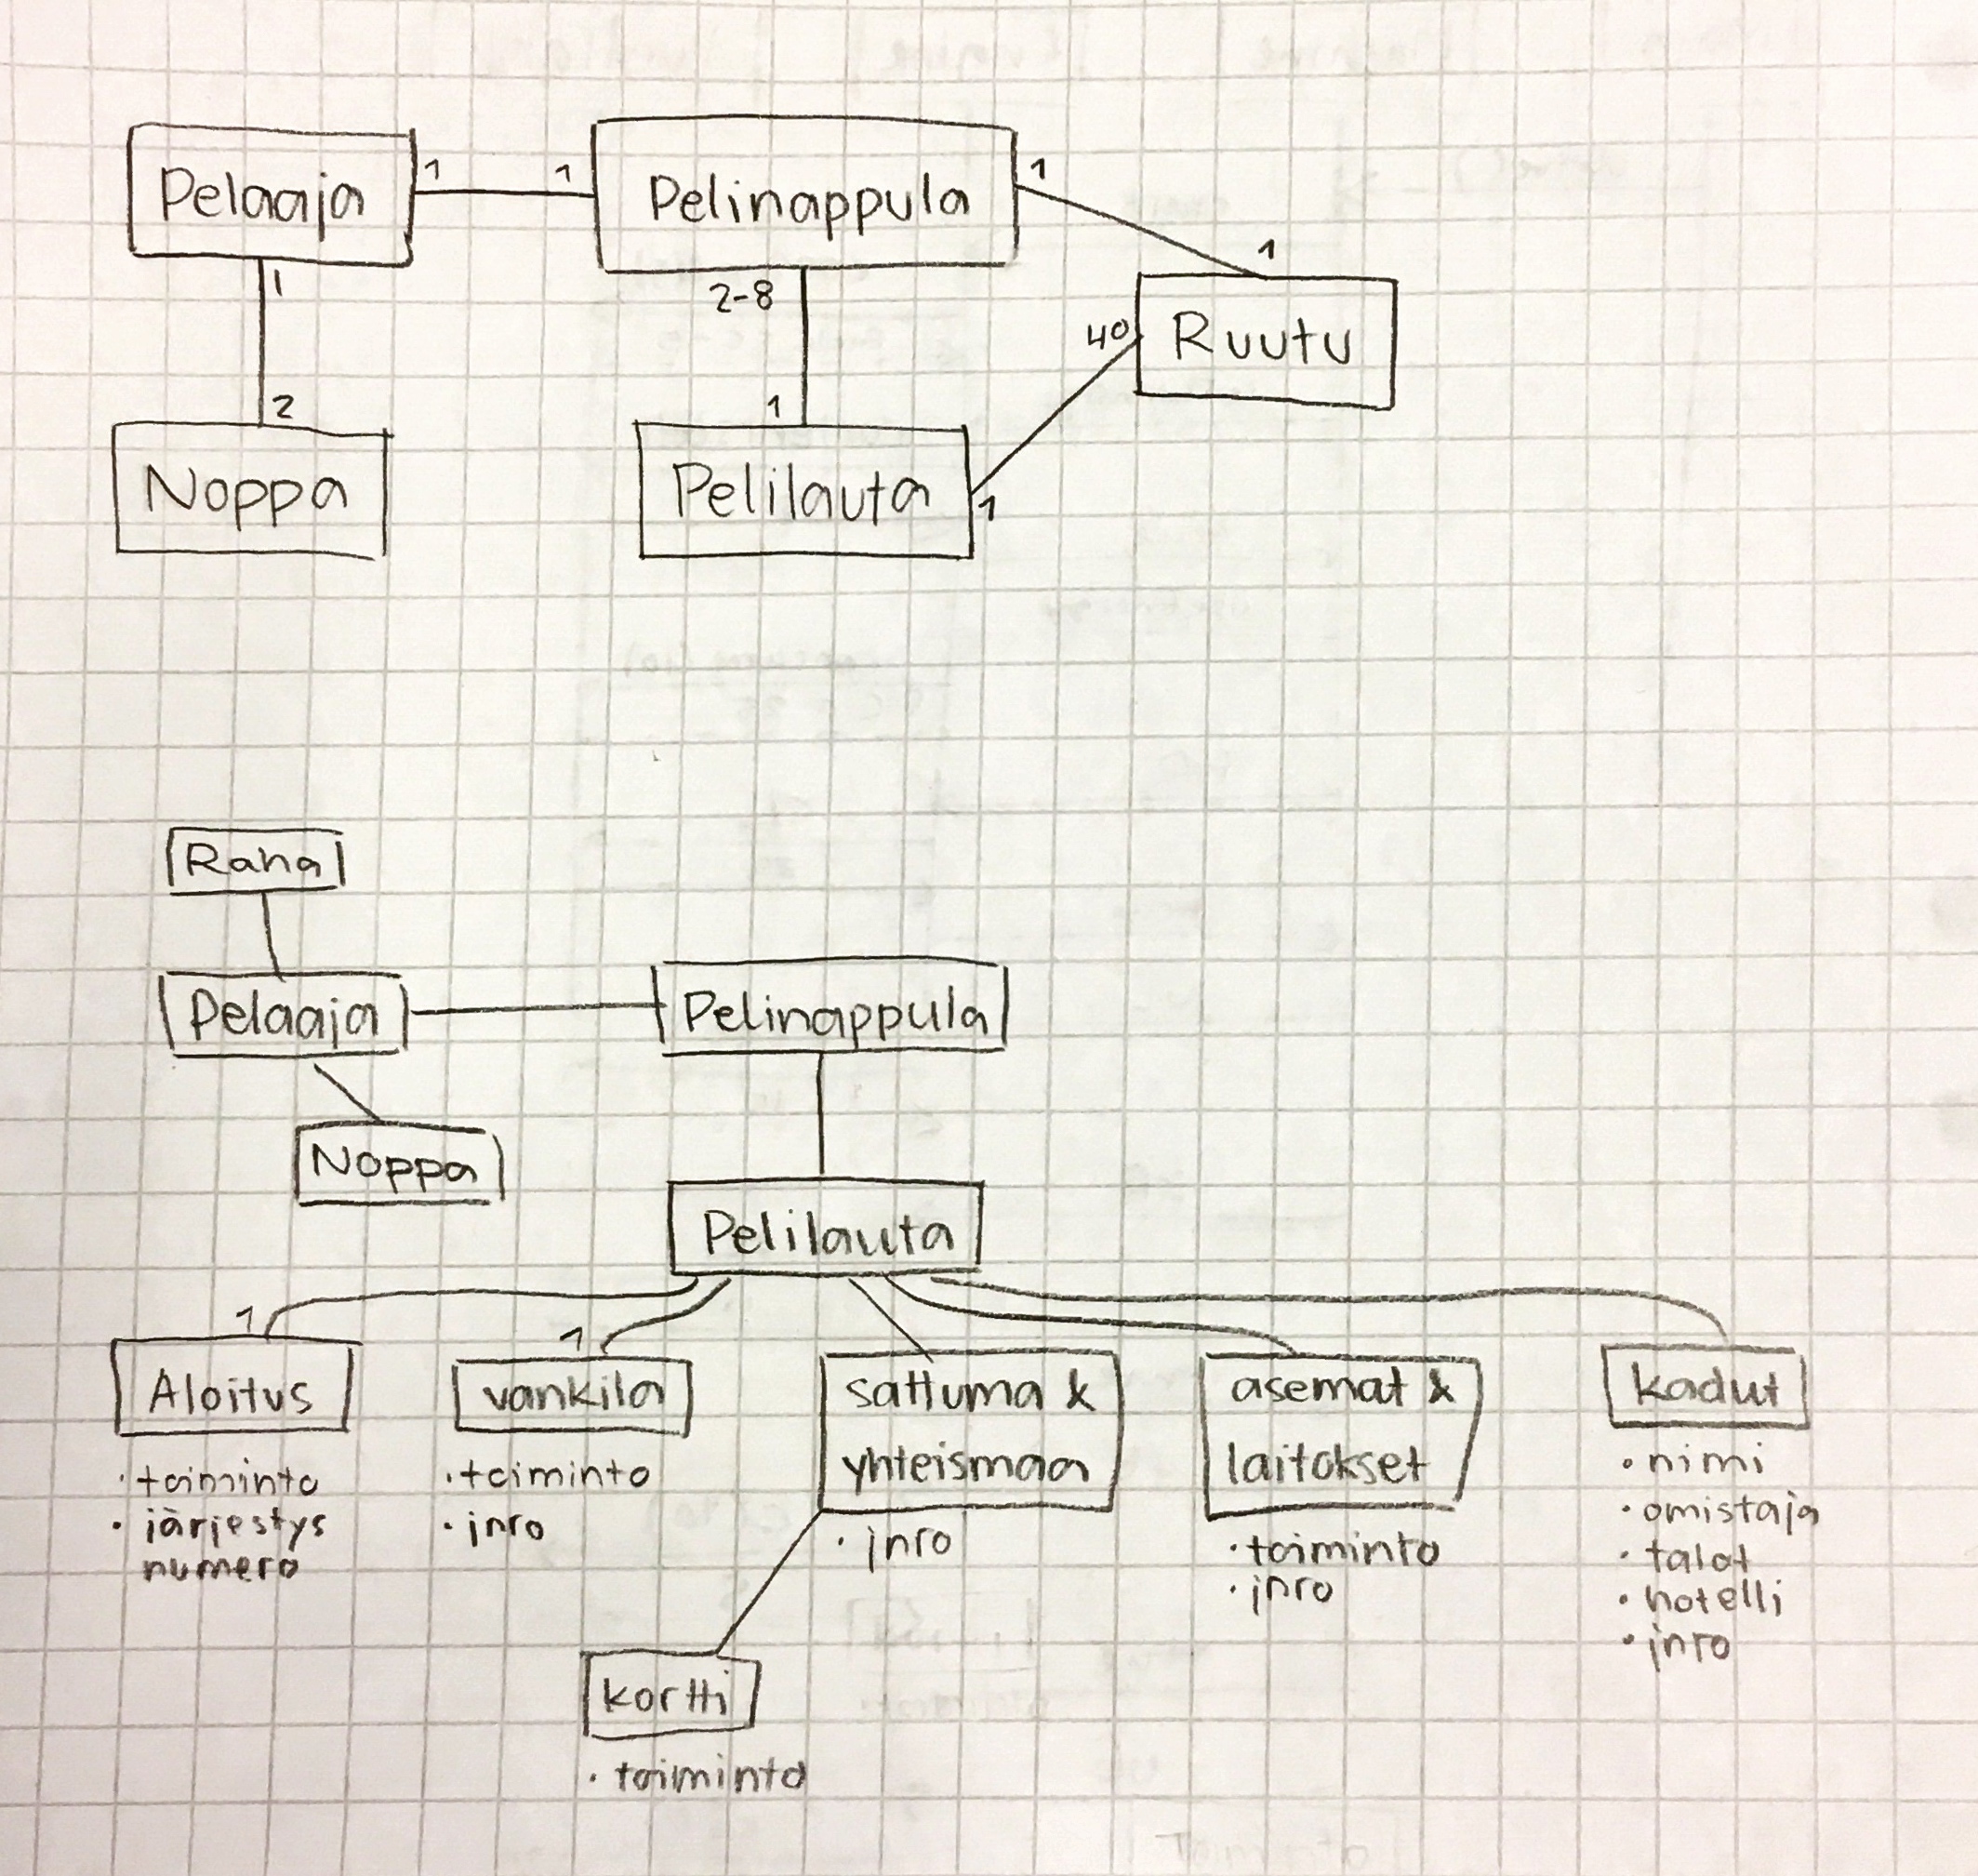 Pelaaja
1
1
Pelinappula
1
1
2-8
1
40
Ruutu
2
1
Noppa
Pelilauta
1
Raha
Pelaaja
Pelinappula
Noppa
Pelilauta
1
1
Aloitus
• toiminto
• järjestys
numero
vankila
• toiminto
• jnro
sattuma &
yhteismaa
• jnro
asemat &
laitokset
• toiminto
• jnro
kadut
• nimi
• omistaja
• talot
• hotelli
• jnro
kortti
• toiminto